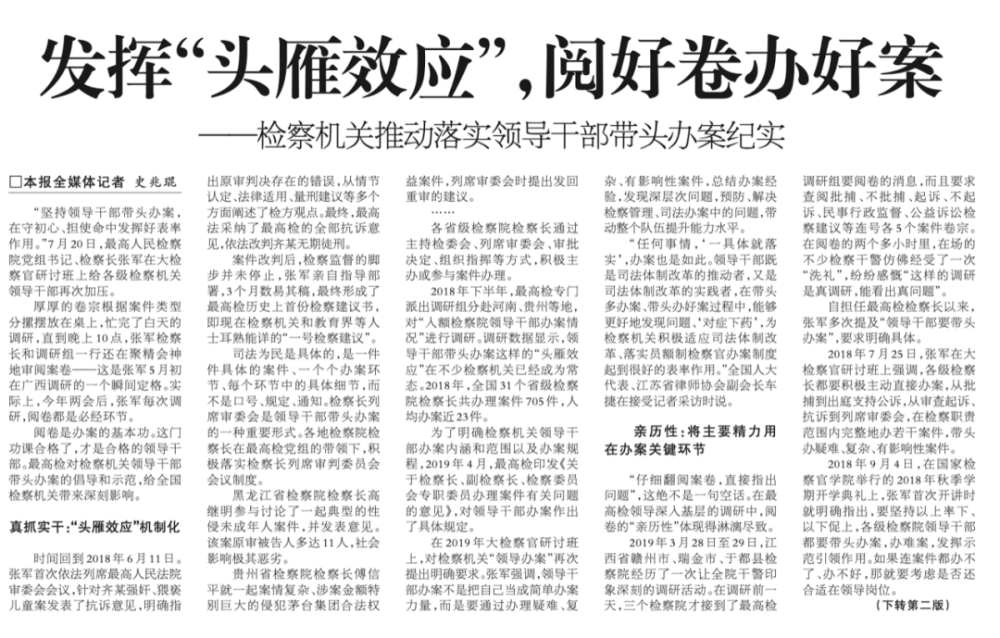 发挥“头雁效应”,阅好卷办好案
——检察机关推动落实领导干部带头办案纪实
□本报全媒体记者 史兆琨
“坚持领导干部带头办案,
在守初心、担使命中发挥好表率
作用。”7月20日,最高人民检察
院党组书记、检察长张军在大检
察官研讨班上给各级检察机关
领导干部再次加压。
厚厚的卷宗根据案件类型
分摞摆放在桌上,忙完了白天的
调研,直到晚上10点,张军检察
长和调研组一行还在聚精会神
地审阅案卷——这是张军5月初
在广西调研的一个瞬间定格。实
际上,今年两会后,张军每次调
研,阅卷都是必经环节。
阅卷是办案的基本功。这门
功课合格了,才是合格的领导干
部。最高检对检察机关领导干部
带头办案的倡导和示范,给全国
检察机关带来深刻影响。
真抓实干:“头雁效应”机制化
时间回到2018年6月11日。
张军首次依法列席最高人民法院
审委会会议,针对齐某强奸、猥亵
儿童案发表了抗诉意见,明确指
出原审判决存在的错误,从情节
认定、法律适用、量刑建议等多个
方面阐述了检方观点。最终,最高
法采纳了最高检的全部抗诉意
见,依法改判齐某无期徒刑。
案件改判后,检察监督的脚
步并未停止,张军亲自指导部
署,3个月数易其稿,最终形成了
最高检历史上首份检察建议书,
即现在检察机关和教育界等人
士耳熟能详的“一号检察建议”。
司法为民是具体的,是一件
件具体的案件、一个个办案环
节、每个环节中的具体细节,而
不是口号、规定、通知。检察长列
席审委会是领导干部带头办案
的一种重要形式。各地检察院检
察长在最高检党组的带领下,积
极落实检察长列席审判委员会
会议制度。
黑龙江省检察院检察长高
继明参与讨论了一起典型的性
侵未成年人案件,并发表意见。
该案原审被告人多达11人,社会
影响极其恶劣。
贵州省检察院检察长傅信
平就一起案情复杂、涉案金额特
别巨大的侵犯茅台集团合法权
益案件,列席审委会时提出发回
重审的建议。
……
各省级检察院检察长通过
主持检委会、列席审委会、审批
决定、组织指挥等方式,积极主
办或参与案件办理。
2018年下半年,最高检专门
派出调研组分赴河南、贵州等地,
对“入额检察院领导干部办案情
况”进行调研。调研数据显示,领
导干部带头办案这样的“头雁效
应”在不少检察机关已经成为常
态。2018年,全国31个省级检察
院检察长共办理案件705件,人
均办案近23件。
为了明确检察机关领导干
部办案内涵和范围以及办案规
程,2019年4月,最高检印发《关
于检察长、副检察长、检察委员
会专职委员办理案件有关问题
的意见》,对领导干部办案作出
了具体规定。
在2019年大检察官研讨班
上,对检察机关“领导办案”再次
提出明确要求。张军强调,领导干
部办案不是把自己当成简单办案
力量,而是要通过办理疑难、复
杂、有影响性案件,总结办案经
验,发现深层次问题,预防、解决
检察管理、司法办案中的问题,带
动整个队伍提升能力水平。
“任何事情,‘一具体就落
实’,办案也是如此。领导干部既
是司法体制改革的推动者,又是
司法体制改革的实践者,在带头
多办案、带头办好案过程中,能够
更好地发现问题、‘对症下药’,为
检察机关积极适应司法体制改
革、落实员额制检察官办案制度
起到很好的表率作用。”全国人大
代表、江苏省律师协会副会长车
捷在接受记者采访时说。
亲历性:将主要精力用
在办案关键环节
“仔细翻阅案卷,直接指出
问题”,这绝不是一句空话。在最
高检领导深入基层的调研中,阅
卷的“亲历性”体现得淋漓尽致。
2019年3月28日至29日,江
西省赣州市、瑞金市、于都县检
察院经历了一次让全院干警印
象深刻的调研活动。在调研前一
天,三个检察院才接到了最高检
调研组要阅卷的消息,而且要求
查阅批捕、不批捕、起诉、不起
诉、民事行政监督、公益诉讼检
察建议等连号各5个案件卷宗。
在阅卷的两个多小时里,在场的
不少检察干警仿佛经受了一次
“洗礼”,纷纷感慨“这样的调研
是真调研,能看出真问题”。
自担任最高检检察长以来,
张军多次提及“领导干部要带头
办案”,要求明确具体。
2018年7月25日,张军在大
检察官研讨班上强调,各级检察
长都要积极主动直接办案,从批
捕到出庭支持公诉,从审查起诉、
抗诉到列席审委会,在检察职责
范围内完整地办若干案件,带头
办疑难、复杂、有影响性案件。
2018年9月4日,在国家检
察官学院举行的2018年秋季学
期开学典礼上,张军首次开讲时
就明确指出,要坚持以上率下、
以下促上,各级检察院领导干部
都要带头办案,办难案,发挥示
范引领作用。如果连案件都办不
了、办不好,那就要考虑是否还
合适在领导岗位。
(下转第二版)